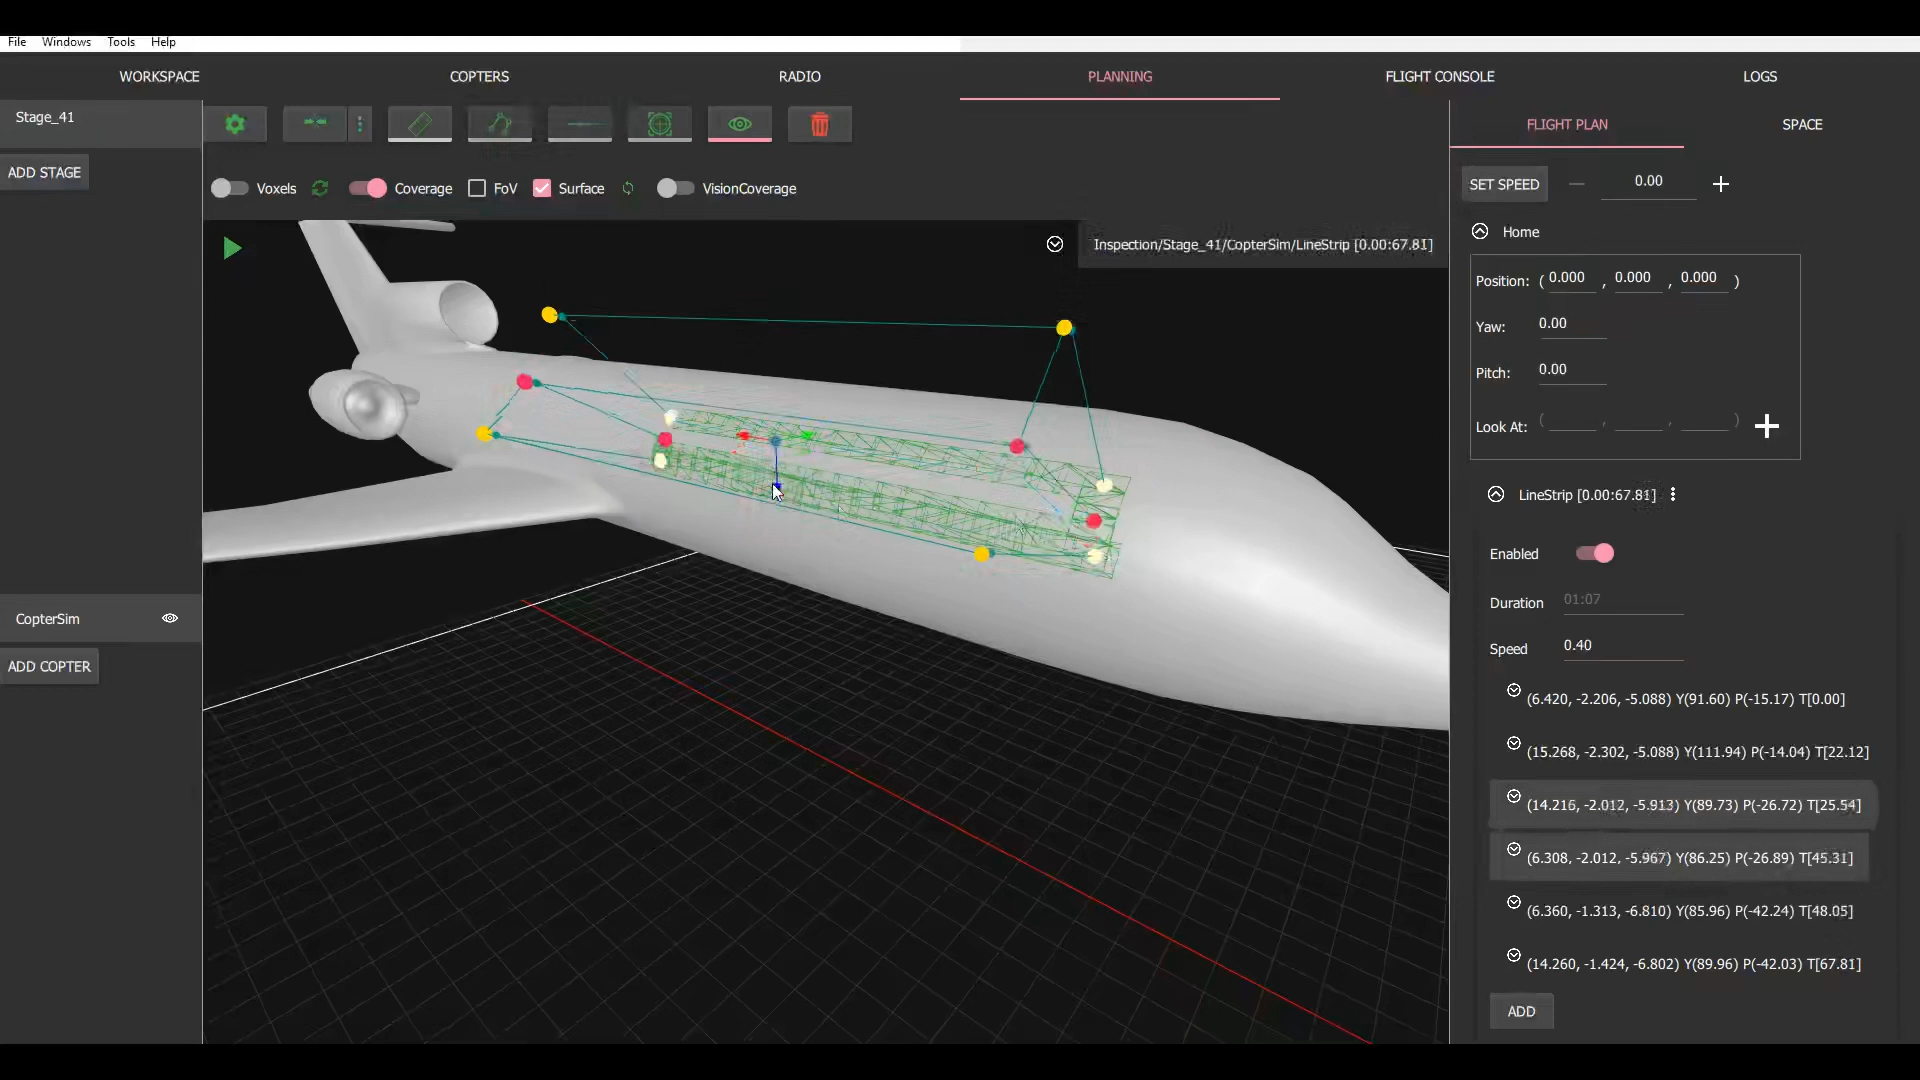 File Windows Tools Help
WORKSPACE COPTERS RADIO PLANNING FLIGHT CONSOLE LOGS
Stage_41
ADD STAGE
CopterSim
ADD COPTER
Voxels Coverage FoV Surface VisionCoverage
Inspection/Stage_41/CopterSim/LineStrip [0.00:67.81]
FLIGHT PLAN SPACE
SET SPEED — 0.00 +
Home
Position: ( 0.000 , 0.000 , 0.000 )
Yaw: 0.00
Pitch: 0.00
Look At: ( , , ) +
LineStrip [0.00:67.81]
Enabled
Duration 01:07
Speed 0.40
(6.420, -2.206, -5.088) Y(91.60) P(-15.17) T[0.00]
(15.268, -2.302, -5.088) Y(111.94) P(-14.04) T[22.12]
(14.216, -2.012, -5.913) Y(89.73) P(-26.72) T[25.54]
(6.308, -2.012, -5.967) Y(86.25) P(-26.89) T[45.31]
(6.360, -1.313, -6.810) Y(85.96) P(-42.24) T[48.05]
(14.260, -1.424, -6.802) Y(89.96) P(-42.03) T[67.81]
ADD